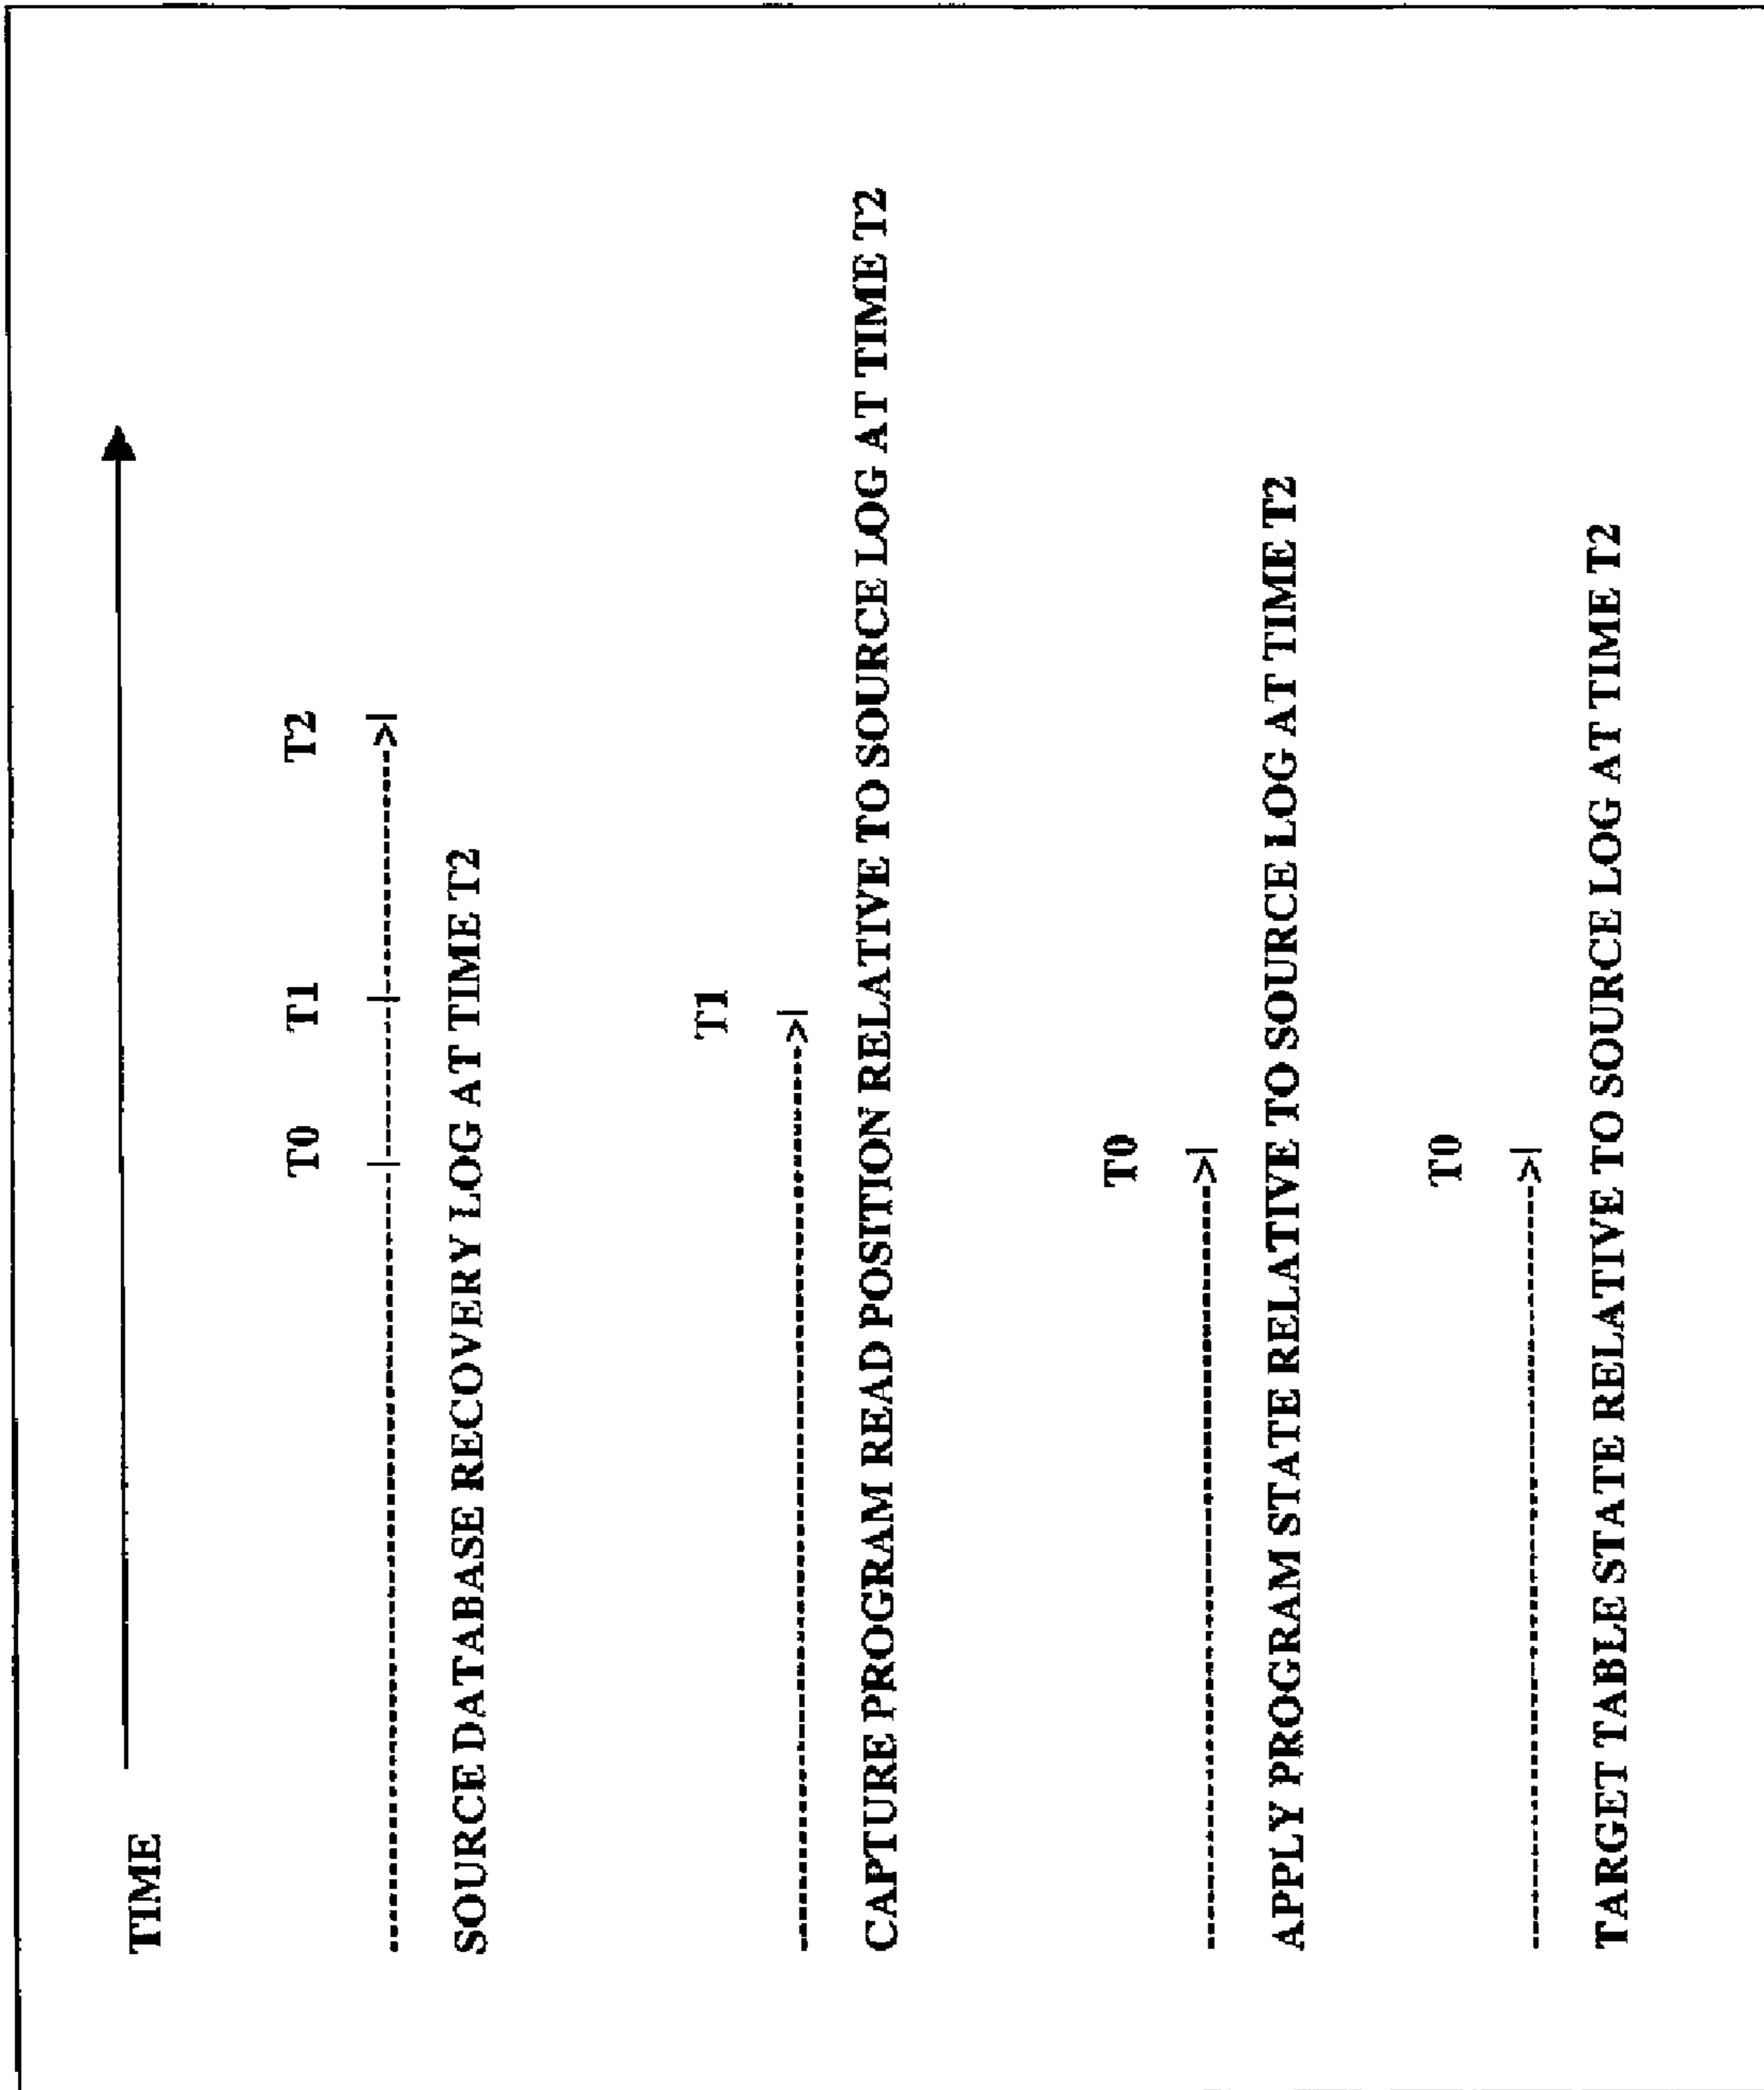 TIME
T0 T1 T2
SOURCE DATABASE RECOVERY LOG AT TIME T2
T1
CAPTURE PROGRAM READ POSITION RELATIVE TO SOURCE LOG AT TIME T2
T0
APPLY PROGRAM STATE RELATIVE TO SOURCE LOG AT TIME T2
T0
TARGET TABLE STATE RELATIVE TO SOURCE LOG AT TIME T2